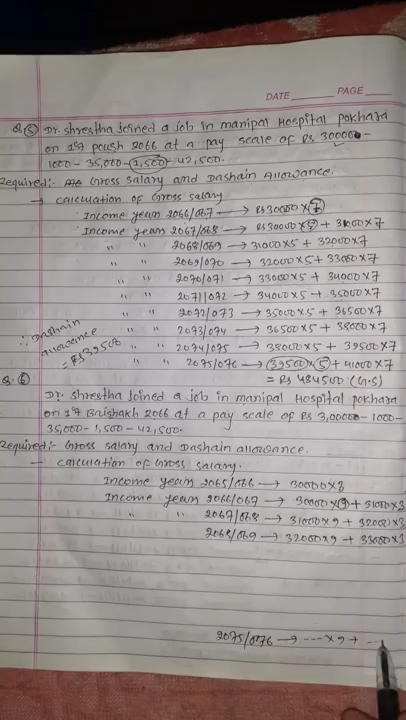 DATE______ PAGE____
Q.⑤ Dr. shrestha joined a job in manipal Hospital pokhara
on 1st poush 2066 at a pay scale of Rs 300000-
1000-35,000-1,500-42,500.
Required:- Gross salary and Dashain Allowance.
→ calculation of Gross salary
Income year 2066/067 → Rs 30000×7
Income year 2067/068 → Rs 30000×5 + 31000×7
" " 2068/069 → 31000×5 + 32000×7
" " 2069/070 → 32000×5 + 33000×7
" " 2070/071 → 33000×5 + 34000×7
" " 2071/072 → 34000×5 + 35000×7
" " 2072/073 → 35000×5 + 36500×7
" " 2073/074 → 36500×5 + 38000×7
" " 2074/075 → 38000×5 + 39500×7
" " 2075/076 → 39500×5 + 41000×7
= Rs 484500 (G.S)
∴ Dashain
allowance
= Rs 39500
Q.⑥
Dr. shrestha joined a job in manipal Hospital pokhara
on 1st Baishakh 2066 at a pay scale of Rs 3,00000-1000-
35,000-1,500-42,500.
Required:- Gross salary and Dashain allowance.
- calculation of Gross salary.
Income year 2065/066 → 30000×3
Income year 2066/067 → 30000×9 + 31000×3
" " 2067/068 → 31000×9 + 32000×3
2068/069 → 32000×9 + 33000×3
2075/076 → ---×9 + --